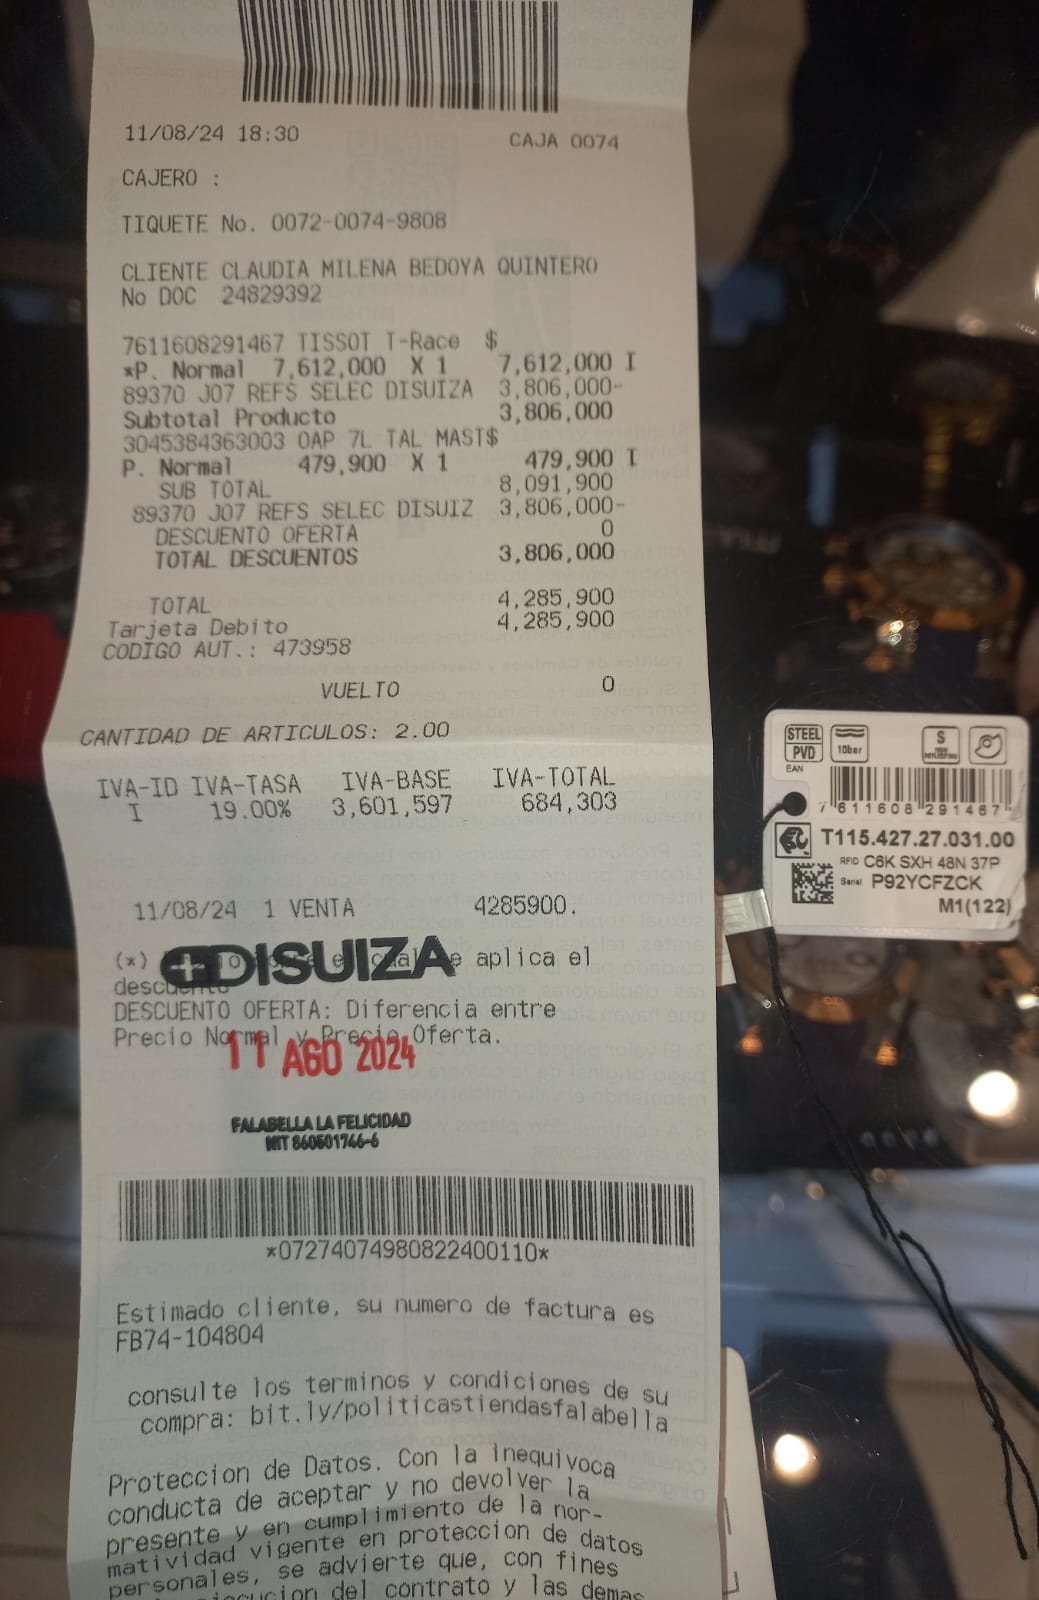 11/08/24 18:30 CAJA 0074
CAJERO :
TIQUETE No. 0072-0074-9808
CLIENTE CLAUDIA MILENA BEDOYA QUINTERO
No DOC 24829392
7611608291467 TISSOT T-Race $
*P. Normal 7,612,000 X 1 7,612,000 I
89370 J07 REFS SELEC DISUIZA 3,806,000-
Subtotal Producto 3,806,000
3045384363003 OAP 7L TAL MAST$
P. Normal 479,900 X 1 479,900 I
SUB TOTAL 8,091,900
89370 J07 REFS SELEC DISUIZ 3,806,000-
DESCUENTO OFERTA 0
TOTAL DESCUENTOS 3,806,000
TOTAL 4,285,900
Tarjeta Debito 4,285,900
CODIGO AUT.: 473958
VUELTO 0
CANTIDAD DE ARTICULOS: 2.00
IVA-ID IVA-TASA IVA-BASE IVA-TOTAL
I 19.00% 3,601,597 684,303
11/08/24 1 VENTA 4285900.
DISUIZA
(*) se aplica el
descuento
DESCUENTO OFERTA: Diferencia entre
Precio Normal y Precio Oferta.
11 AGO 2024
FALABELLA LA FELICIDAD
NIT 860501746-6
*07274074980822400110*
Estimado cliente, su numero de factura es
FB74-104804
consulte los terminos y condiciones de su
compra: bit.ly/politicastiendasfalabella
Proteccion de Datos. Con la inequivoca
conducta de aceptar y no devolver la
presente y en cumplimiento de la nor-
matividad vigente en proteccion de datos
personales, se advierte que, con fines
del contrato y las demas
STEEL
PVD
10bar
S
EAN
7 611608 291467
T115.427.27.031.00
RFID C6K SXH 48N 37P
Serial P92YCFZCK
M1(122)